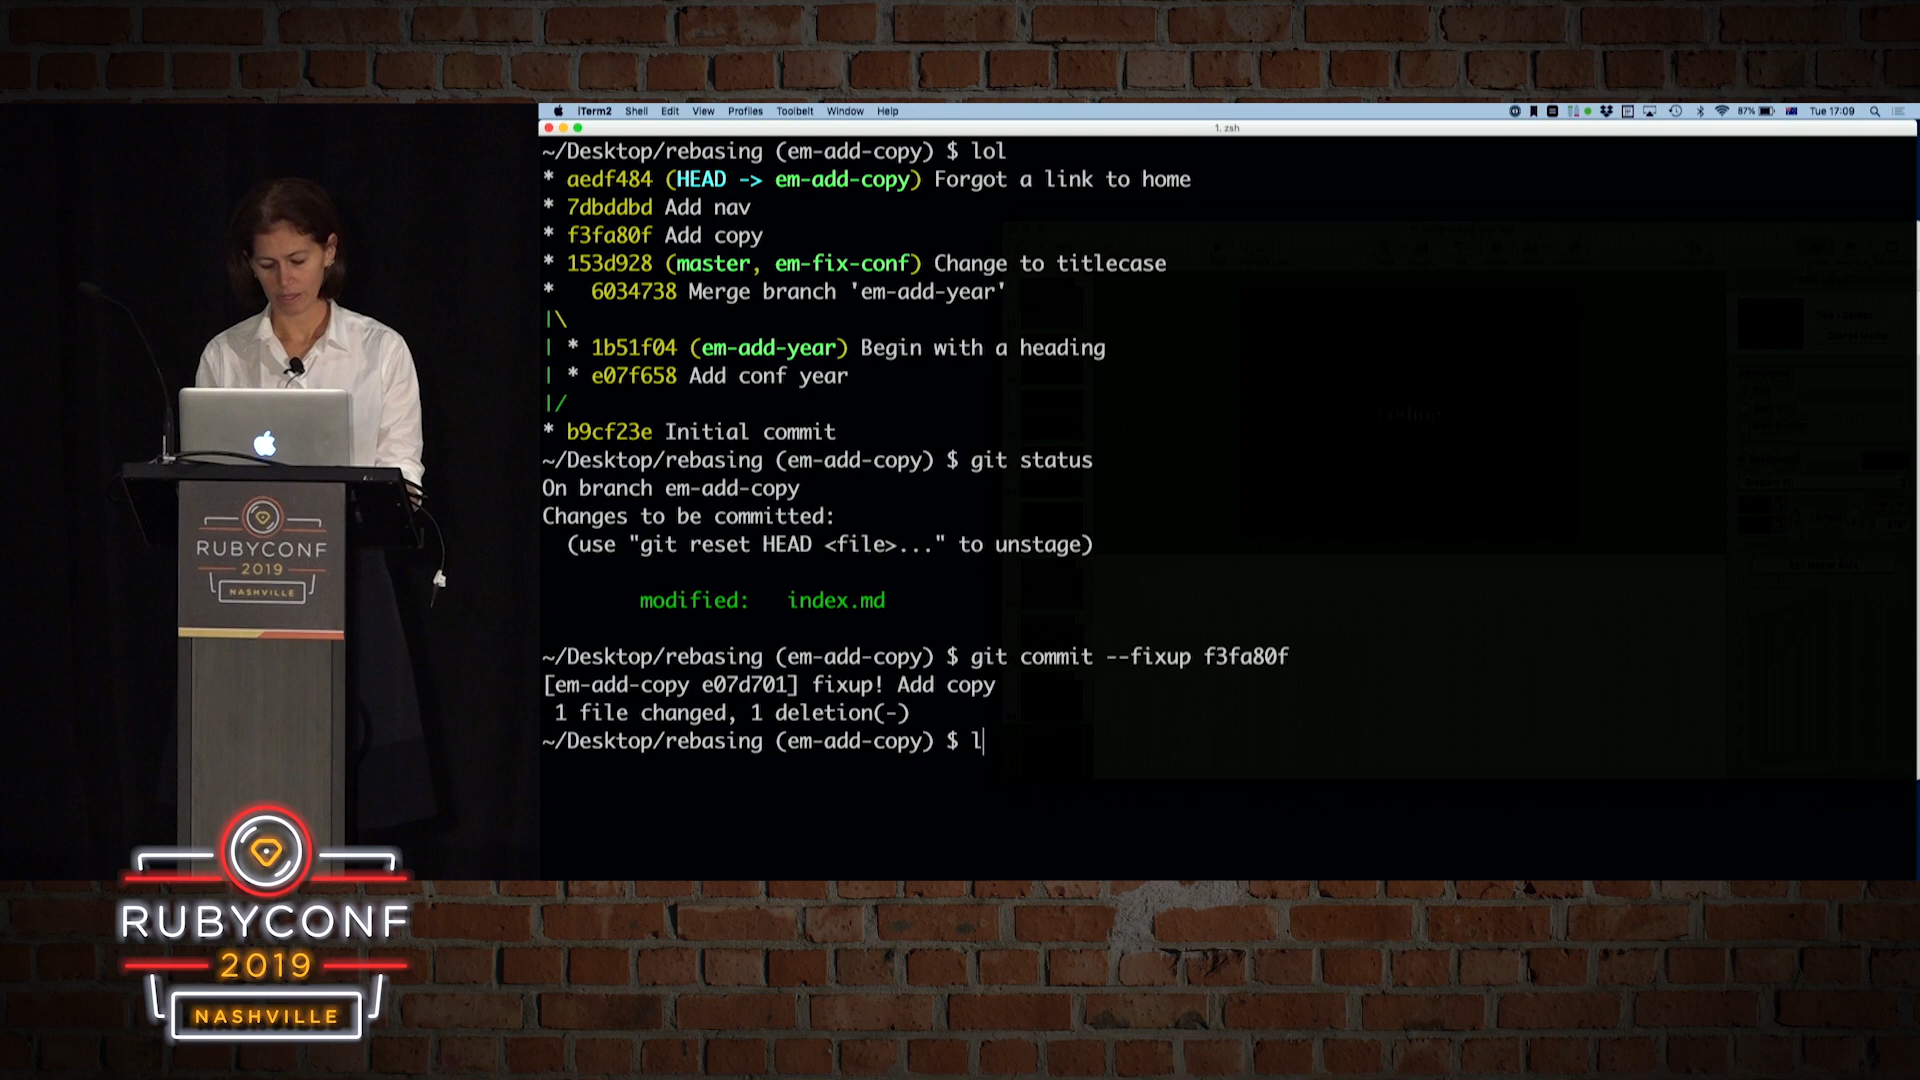 iTerm2 Shell Edit View Profiles Toolbelt Window Help
87% Tue 17:09
1. zsh
~/Desktop/rebasing (em-add-copy) $ lol
* aedf484 (HEAD -> em-add-copy) Forgot a link to home
* 7dbddbd Add nav
* f3fa80f Add copy
* 153d928 (master, em-fix-conf) Change to titlecase
*   6034738 Merge branch 'em-add-year'
|\
| * 1b51f04 (em-add-year) Begin with a heading
| * e07f658 Add conf year
|/
* b9cf23e Initial commit
~/Desktop/rebasing (em-add-copy) $ git status
On branch em-add-copy
Changes to be committed:
  (use "git reset HEAD <file>..." to unstage)
modified:   index.md
~/Desktop/rebasing (em-add-copy) $ git commit --fixup f3fa80f
[em-add-copy e07d701] fixup! Add copy
 1 file changed, 1 deletion(-)
~/Desktop/rebasing (em-add-copy) $ l
RUBYCONF
2019
NASHVILLE
RUBYCONF
2019
NASHVILLE